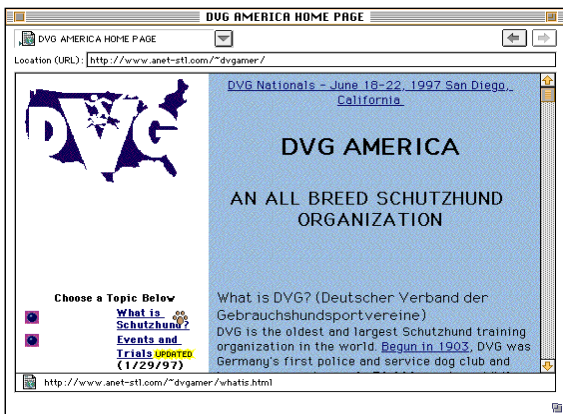 DVG AMERICA HOME PAGE
DVG AMERICA HOME PAGE
Location (URL): http://www.anet-stl.com/~dvgamer/
DVG
Choose a Topic Below
What is
Schutzhund?
Events and
Trials UPDATED
(1/29/97)
DVG Nationals - June 18-22, 1997 San Diego,
California
DVG AMERICA
AN ALL BREED SCHUTZHUND
ORGANIZATION
What is DVG? (Deutscher Verband der
Gebrauchshundsportvereine)
DVG is the oldest and largest Schutzhund training
organization in the world. Begun in 1903, DVG was
Germany's first police and service dog club and
http://www.anet-stl.com/~dvgamer/whatis.html